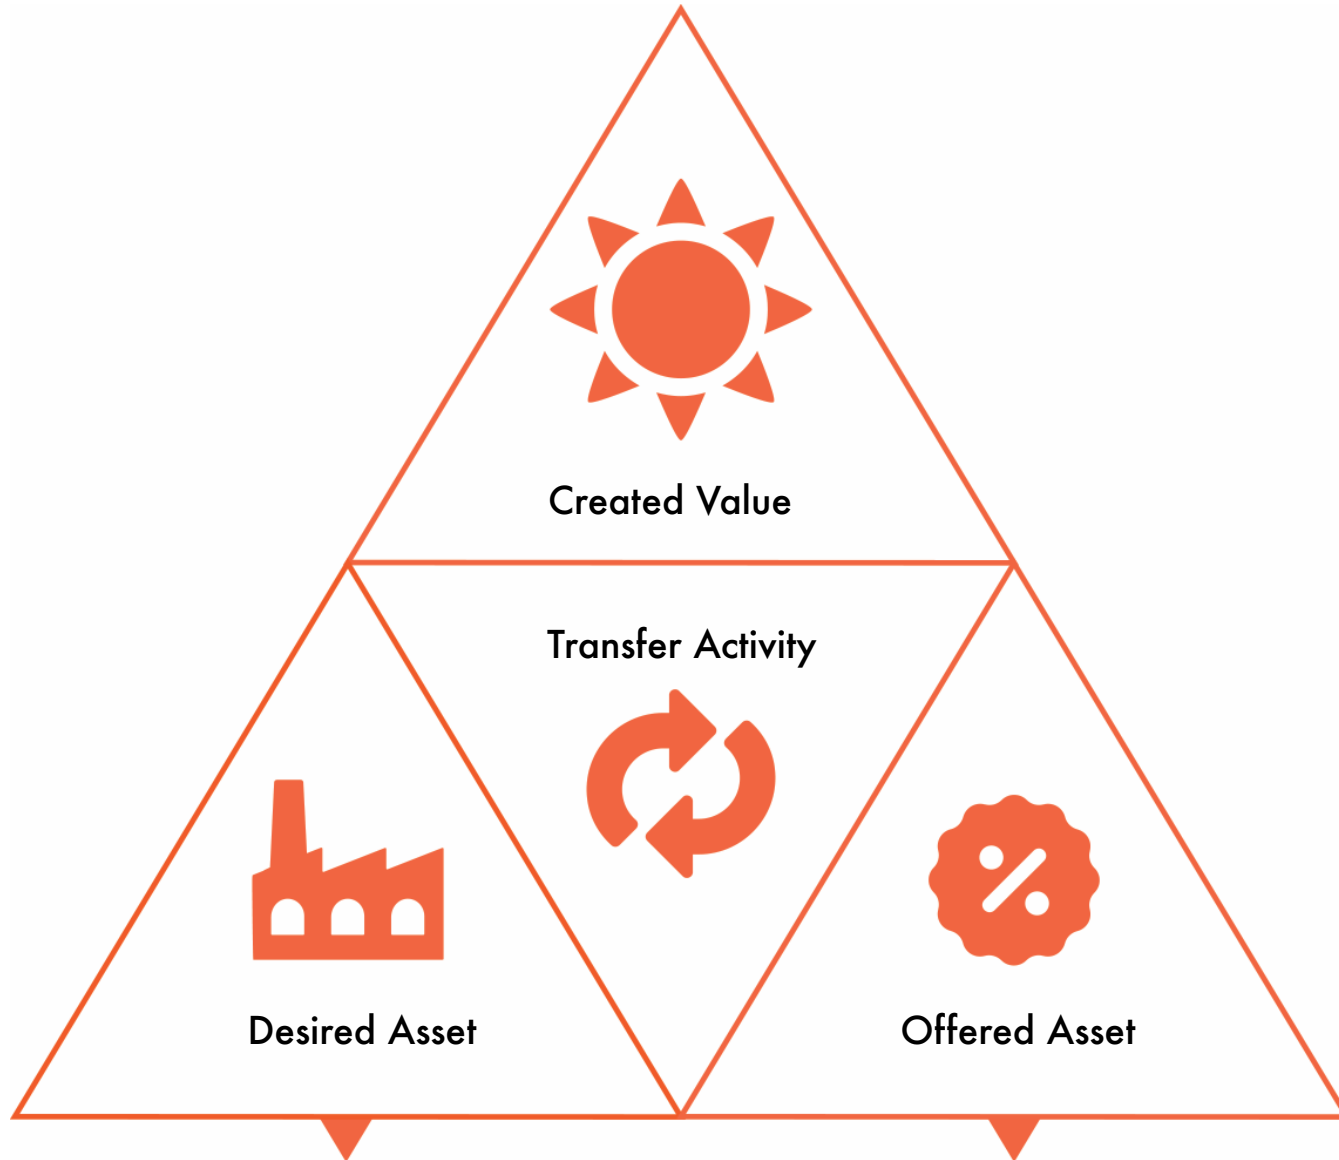 Created Value
Transfer Activity
Desired Asset
Offered Asset